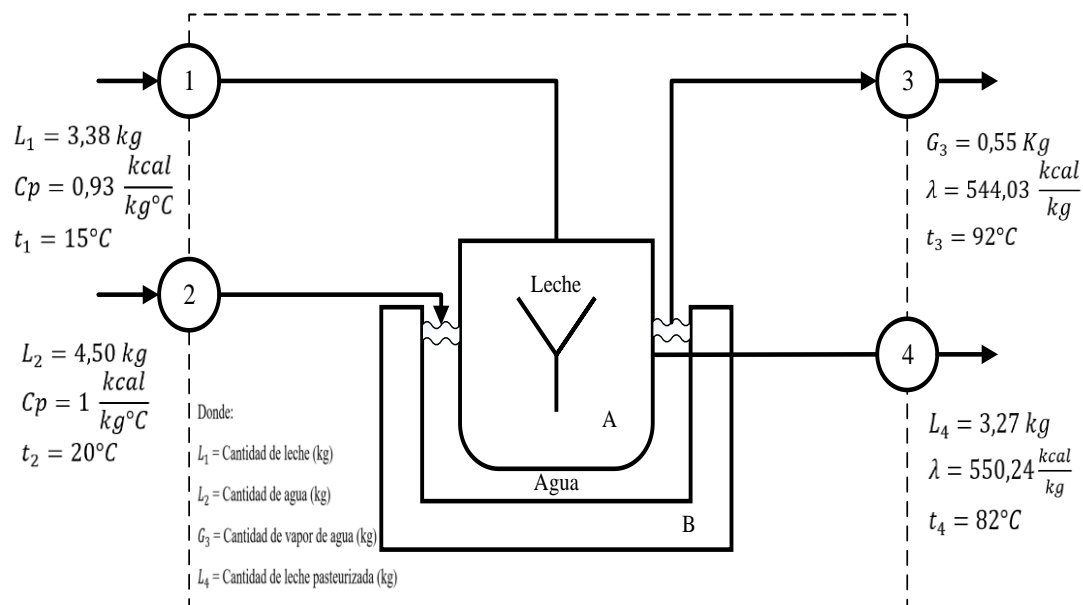 1
L₁ = 3,38 kg
Cp = 0,93 kcal/kg°C
t₁ = 15°C
2
L₂ = 4,50 kg
Cp = 1 kcal/kg°C
t₂ = 20°C
3
G₃ = 0,55 Kg
λ = 544,03 kcal/kg
t₃ = 92°C
4
L₄ = 3,27 kg
λ = 550,24 kcal/kg
t₄ = 82°C
Leche
A
Agua
B
Donde:
L₁ = Cantidad de leche (kg)
L₂ = Cantidad de agua (kg)
G₃ = Cantidad de vapor de agua (kg)
L₄ = Cantidad de leche pasteurizada (kg)